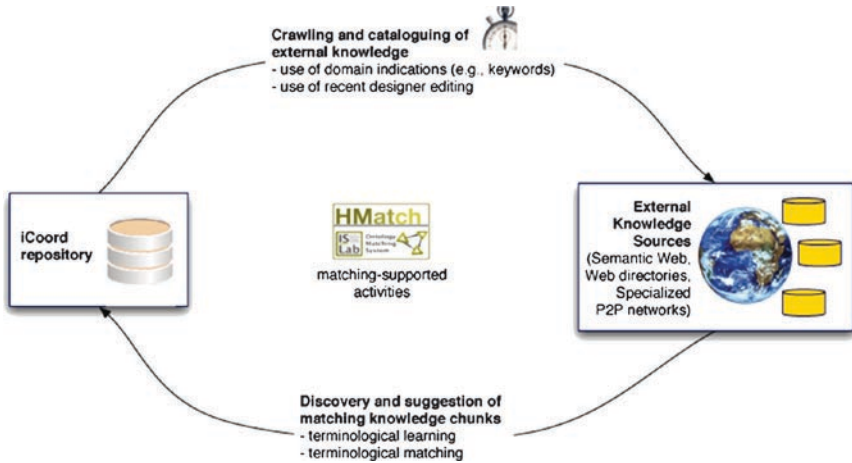 Crawling and cataloguing of
external knowledge
- use of domain indications (e.g., keywords)
- use of recent designer editing
iCoord
repository
HMatch
IS Lab
Ontology
Matching
System
matching-supported
activities
External
Knowledge
Sources
(Semantic Web,
Web directories,
Specialized
P2P networks)
Discovery and suggestion of
matching knowledge chunks
- terminological learning
- terminological matching